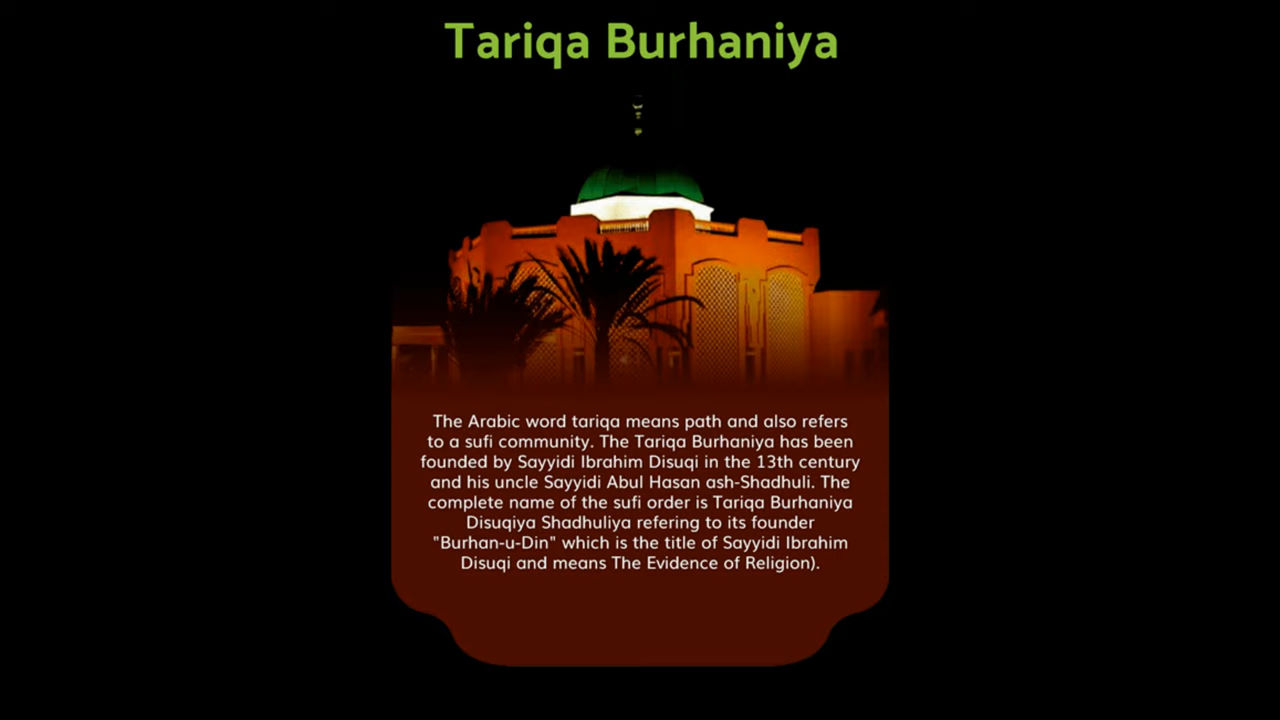 Tariqa Burhaniya
The Arabic word tariqa means path and also refers
to a sufi community. The Tariqa Burhaniya has been
founded by Sayyidi Ibrahim Disuqi in the 13th century
and his uncle Sayyidi Abul Hasan ash-Shadhuli. The
complete name of the sufi order is Tariqa Burhaniya
Disuqiya Shadhuliya refering to its founder
"Burhan-u-Din" which is the title of Sayyidi Ibrahim
Disuqi and means The Evidence of Religion).